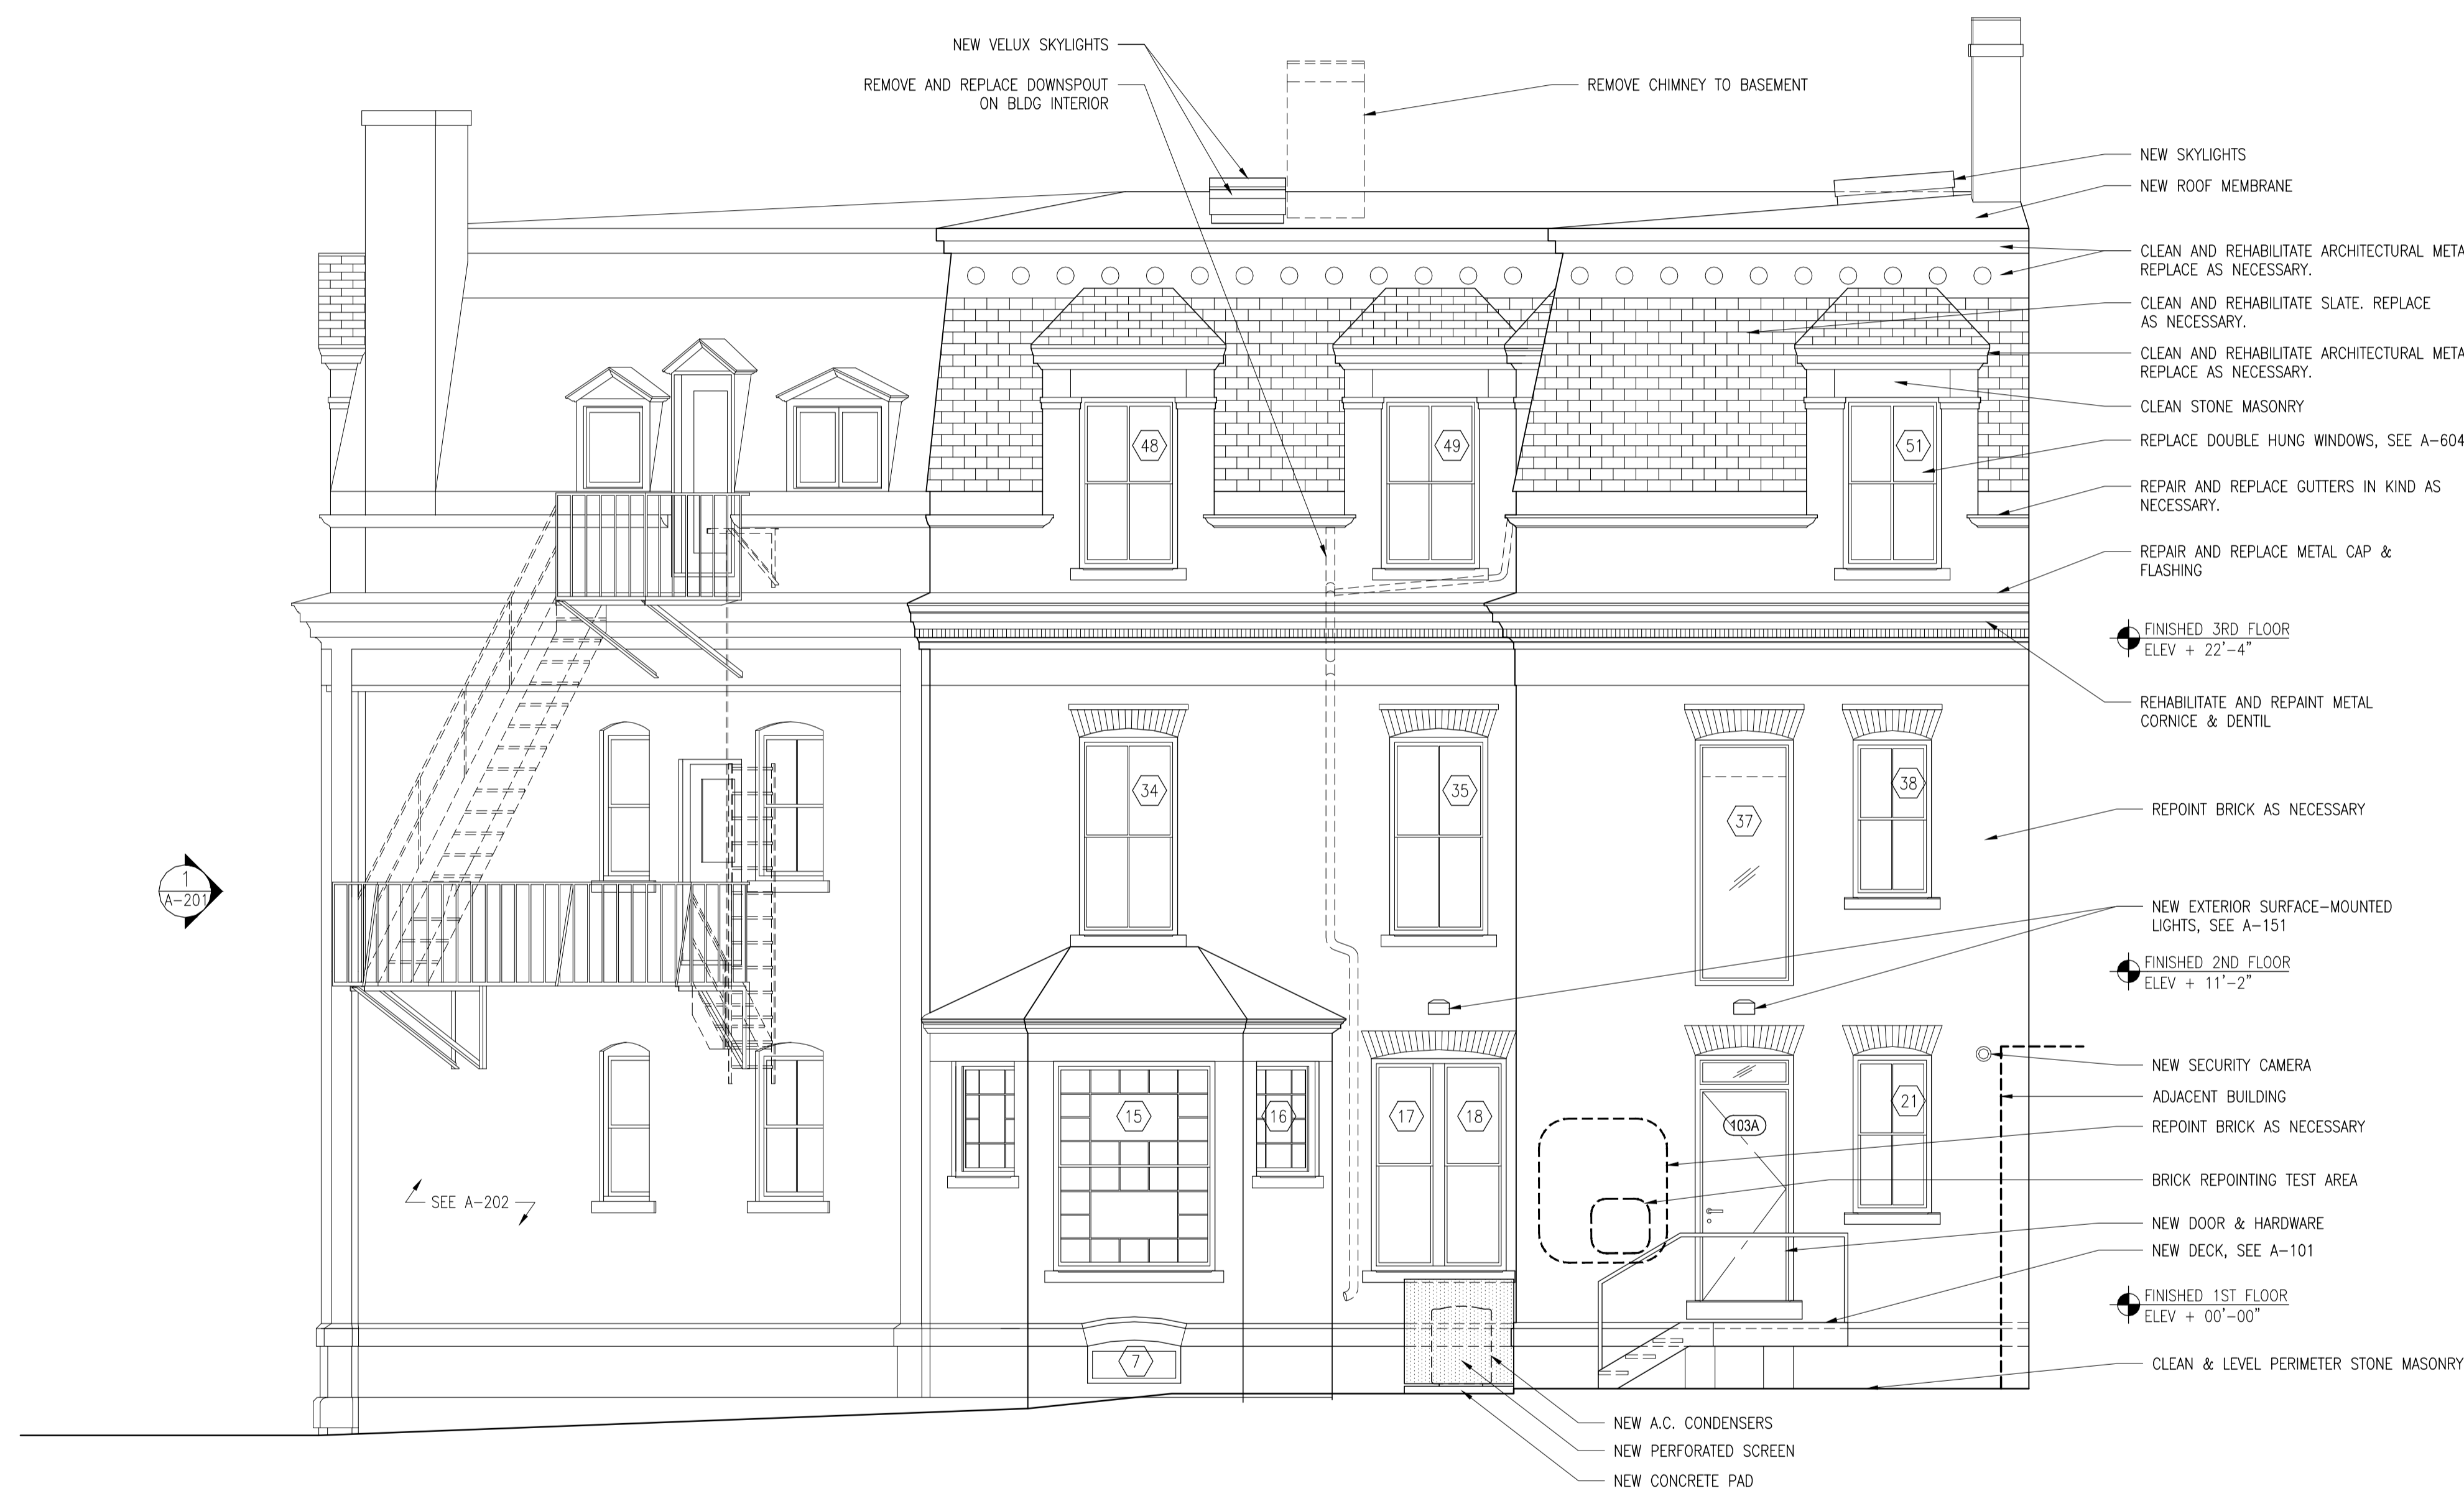 NEW VELUX SKYLIGHTS
REMOVE AND REPLACE DOWNSPOUT
ON BLDG INTERIOR
REMOVE CHIMNEY TO BASEMENT
NEW SKYLIGHTS
NEW ROOF MEMBRANE
CLEAN AND REHABILITATE ARCHITECTURAL META
REPLACE AS NECESSARY.
CLEAN AND REHABILITATE SLATE. REPLACE
AS NECESSARY.
CLEAN AND REHABILITATE ARCHITECTURAL META
REPLACE AS NECESSARY.
CLEAN STONE MASONRY
REPLACE DOUBLE HUNG WINDOWS, SEE A-604
REPAIR AND REPLACE GUTTERS IN KIND AS
NECESSARY.
REPAIR AND REPLACE METAL CAP &
FLASHING
FINISHED 3RD FLOOR
ELEV + 22'-4"
REHABILITATE AND REPAINT METAL
CORNICE & DENTIL
REPOINT BRICK AS NECESSARY
NEW EXTERIOR SURFACE-MOUNTED
LIGHTS, SEE A-151
FINISHED 2ND FLOOR
ELEV + 11'-2"
NEW SECURITY CAMERA
ADJACENT BUILDING
REPOINT BRICK AS NECESSARY
BRICK REPOINTING TEST AREA
NEW DOOR & HARDWARE
NEW DECK, SEE A-101
FINISHED 1ST FLOOR
ELEV + 00'-00"
CLEAN & LEVEL PERIMETER STONE MASONRY
48
49
51
34
35
37
38
1
A-201
15
16
17
18
103A
21
SEE A-202
7
NEW A.C. CONDENSERS
NEW PERFORATED SCREEN
NEW CONCRETE PAD